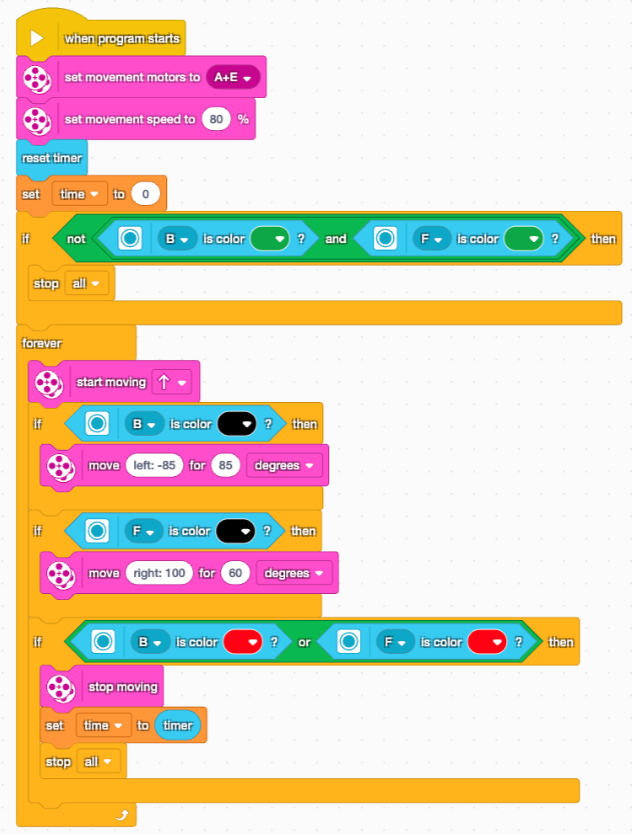 when program starts
set movement motors to A+E
set movement speed to 80 %
reset timer
set time to 0
if not B is color ? and F is color ? then
stop all
forever
start moving
if B is color ? then
move left: -85 for 85 degrees
if F is color ? then
move right: 100 for 60 degrees
if B is color ? or F is color ? then
stop moving
set time to timer
stop all